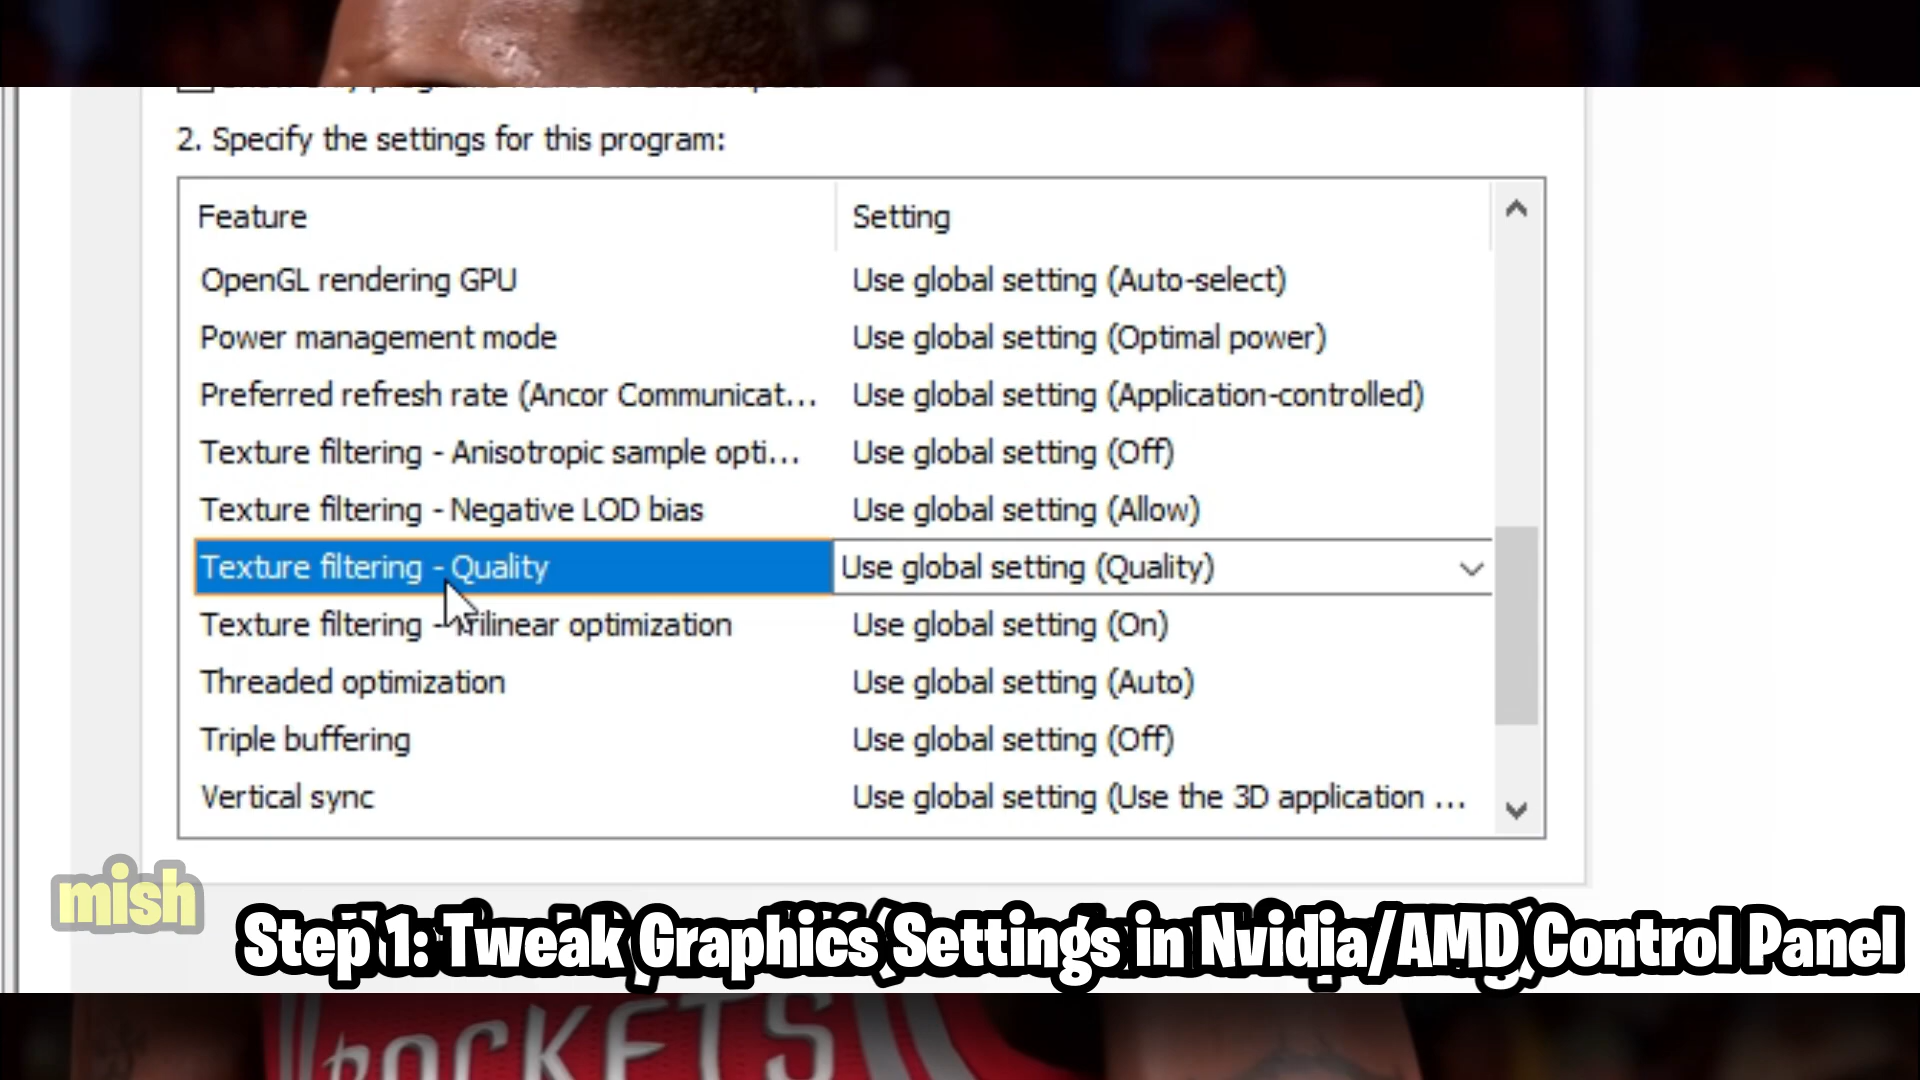 2. Specify the settings for this program:
Feature Setting
OpenGL rendering GPU Use global setting (Auto-select)
Power management mode Use global setting (Optimal power)
Preferred refresh rate (Ancor Communicat... Use global setting (Application-controlled)
Texture filtering - Anisotropic sample opti... Use global setting (Off)
Texture filtering - Negative LOD bias Use global setting (Allow)
Texture filtering - Quality Use global setting (Quality)
Texture filtering - Trilinear optimization Use global setting (On)
Threaded optimization Use global setting (Auto)
Triple buffering Use global setting (Off)
Vertical sync Use global setting (Use the 3D application ...
mish
Step 1: Tweak Graphics Settings in Nvidia/AMD Control Panel
ROCKETS